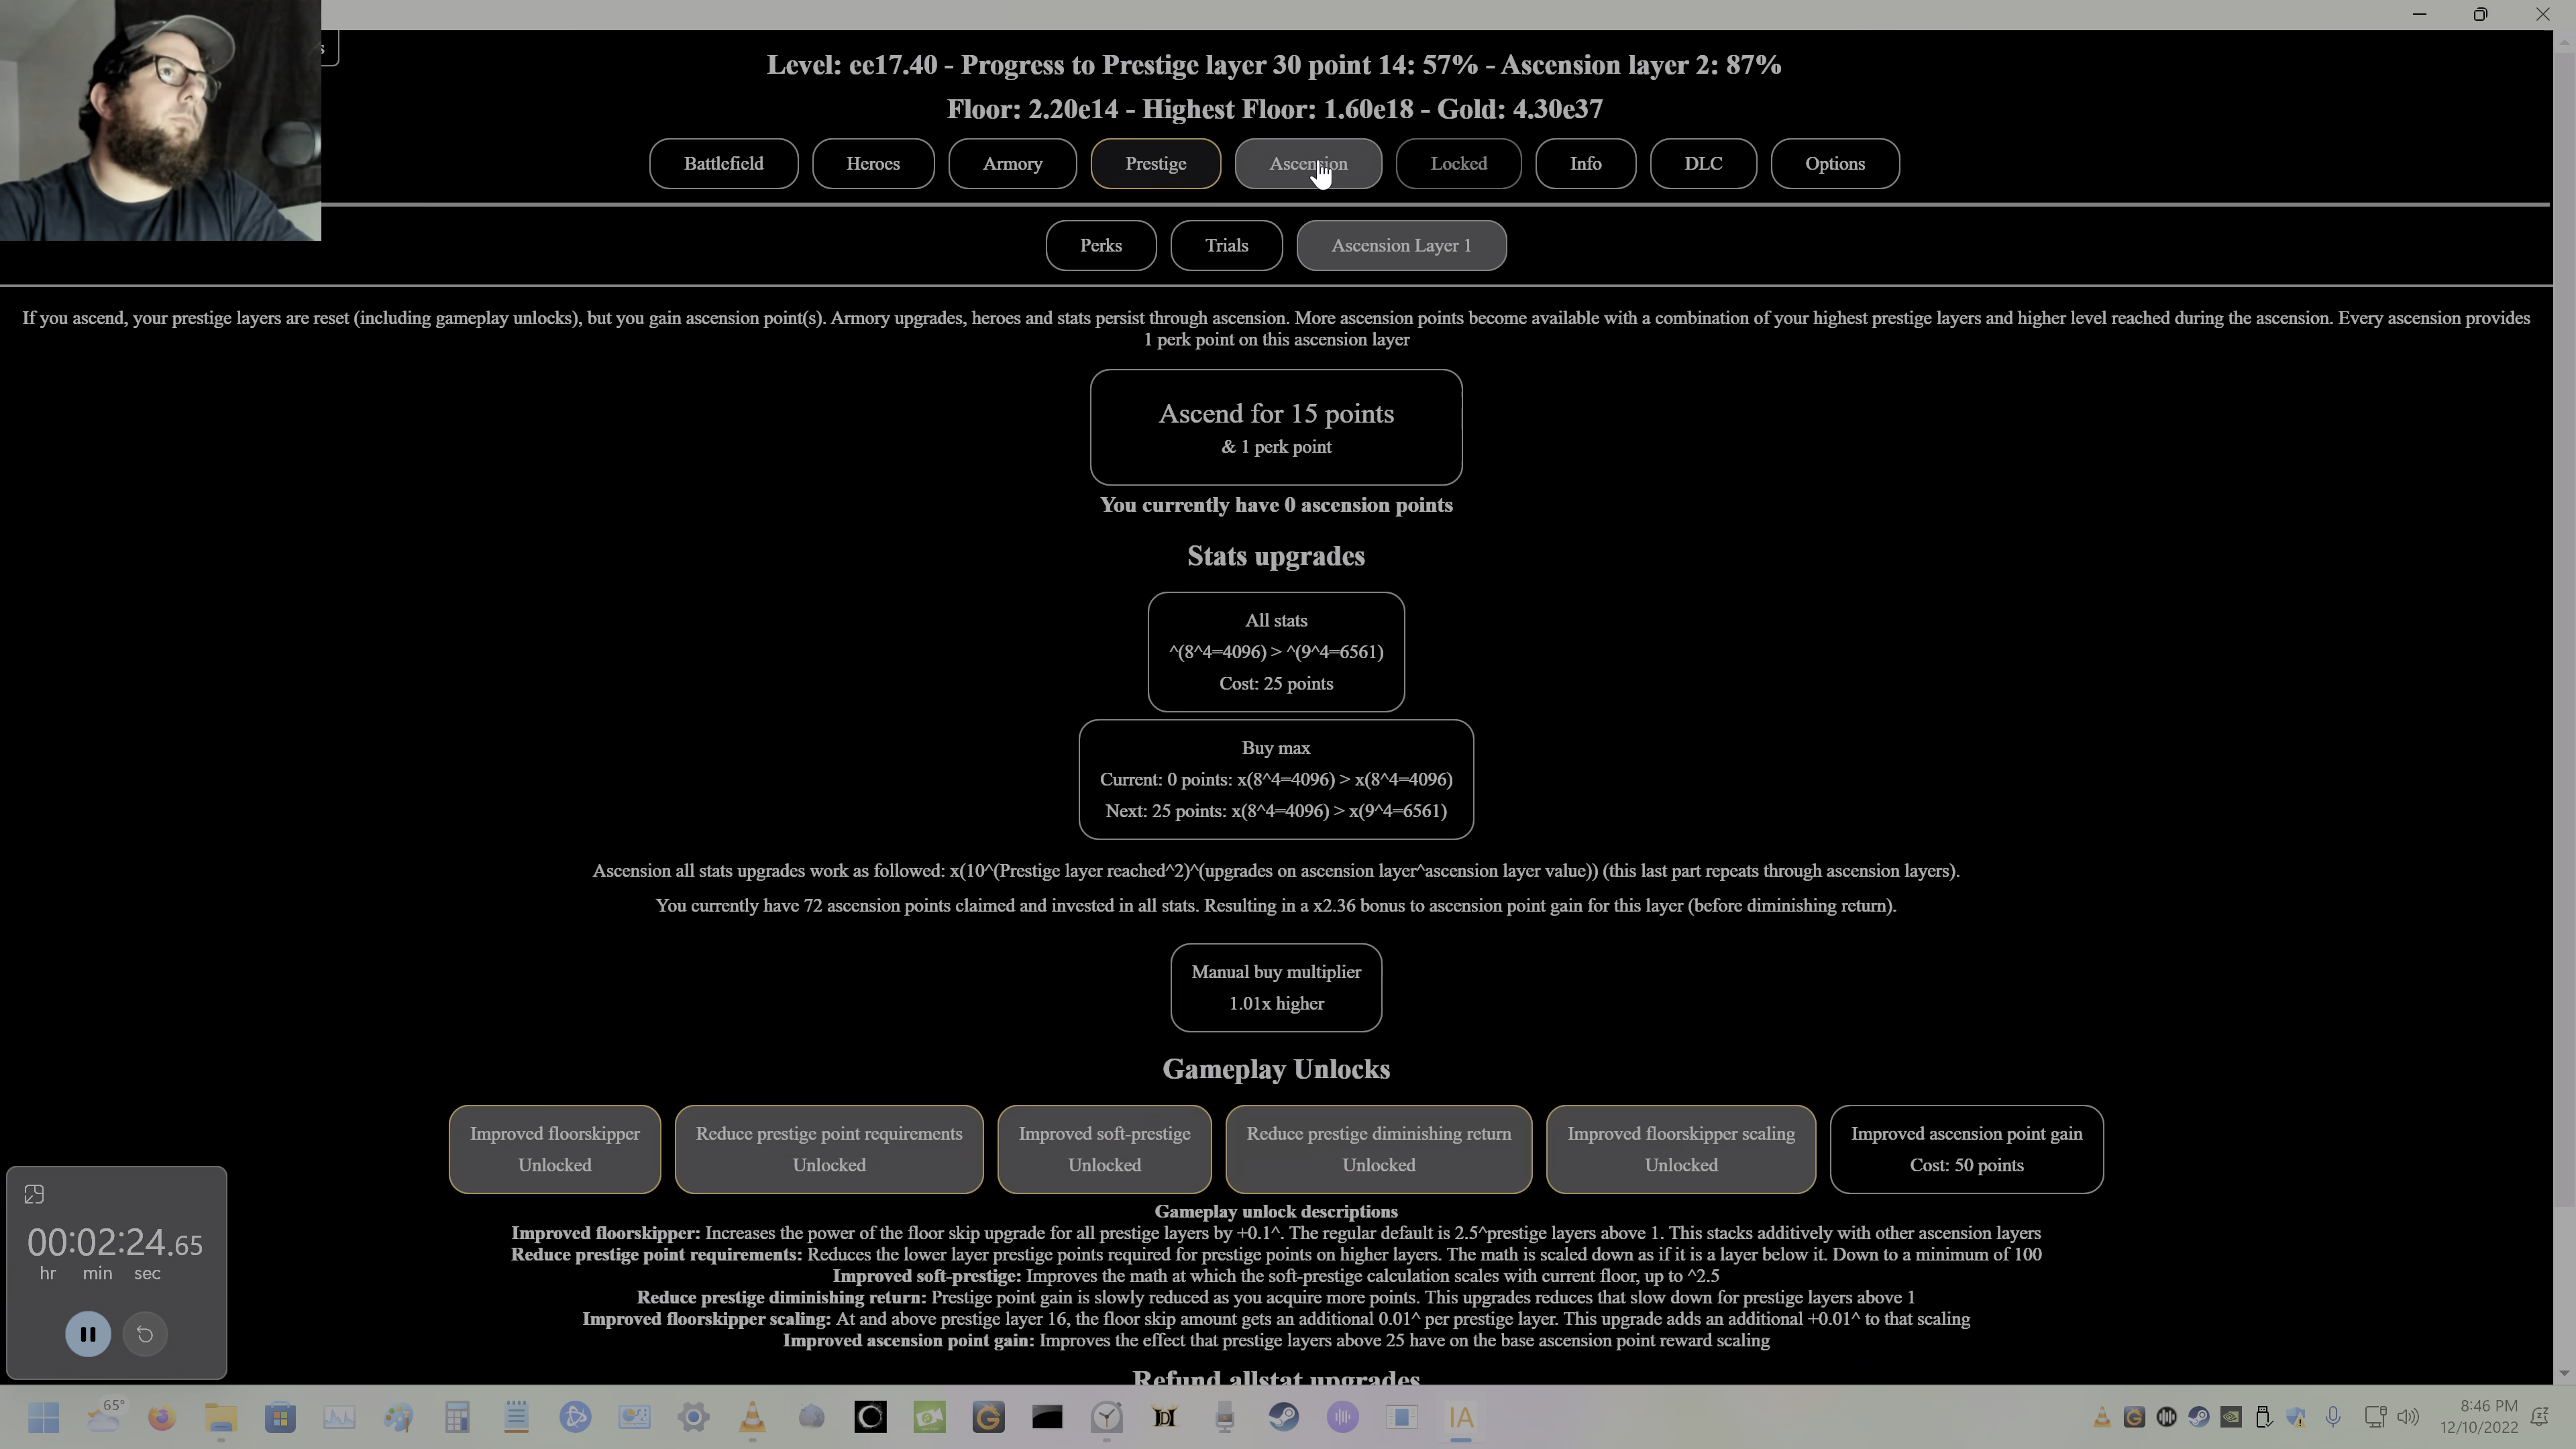 s
Level: ee17.40 - Progress to Prestige layer 30 point 14: 57% - Ascension layer 2: 87%
Floor: 2.20e14 - Highest Floor: 1.60e18 - Gold: 4.30e37
Battlefield Heroes Armory Prestige Ascension Locked Info DLC Options
Perks Trials Ascension Layer 1
If you ascend, your prestige layers are reset (including gameplay unlocks), but you gain ascension point(s). Armory upgrades, heroes and stats persist through ascension. More ascension points become available with a combination of your highest prestige layers and higher level reached during the ascension. Every ascension provides
1 perk point on this ascension layer
Ascend for 15 points
& 1 perk point
You currently have 0 ascension points
Stats upgrades
All stats
^(8^4=4096) > ^(9^4=6561)
Cost: 25 points
Buy max
Current: 0 points: x(8^4=4096) > x(8^4=4096)
Next: 25 points: x(8^4=4096) > x(9^4=6561)
Ascension all stats upgrades work as followed: x(10^(Prestige layer reached^2)^(upgrades on ascension layer^ascension layer value)) (this last part repeats through ascension layers).
You currently have 72 ascension points claimed and invested in all stats. Resulting in a x2.36 bonus to ascension point gain for this layer (before diminishing return).
Manual buy multiplier
1.01x higher
Gameplay Unlocks
Improved floorskipper Reduce prestige point requirements Improved soft-prestige Reduce prestige diminishing return Improved floorskipper scaling Improved ascension point gain
Unlocked Unlocked Unlocked Unlocked Unlocked Cost: 50 points
Gameplay unlock descriptions
Improved floorskipper: Increases the power of the floor skip upgrade for all prestige layers by +0.1^. The regular default is 2.5^prestige layers above 1. This stacks additively with other ascension layers
Reduce prestige point requirements: Reduces the lower layer prestige points required for prestige points on higher layers. The math is scaled down as if it is a layer below it. Down to a minimum of 100
Improved soft-prestige: Improves the math at which the soft-prestige calculation scales with current floor, up to ^2.5
Reduce prestige diminishing return: Prestige point gain is slowly reduced as you acquire more points. This upgrades reduces that slow down for prestige layers above 1
Improved floorskipper scaling: At and above prestige layer 16, the floor skip amount gets an additional 0.01^ per prestige layer. This upgrade adds an additional +0.01^ to that scaling
Improved ascension point gain: Improves the effect that prestige layers above 25 have on the base ascension point reward scaling
Refund allstat upgrades
00:02:24.65
hr min sec
65°
IA
8:46 PM
12/10/2022